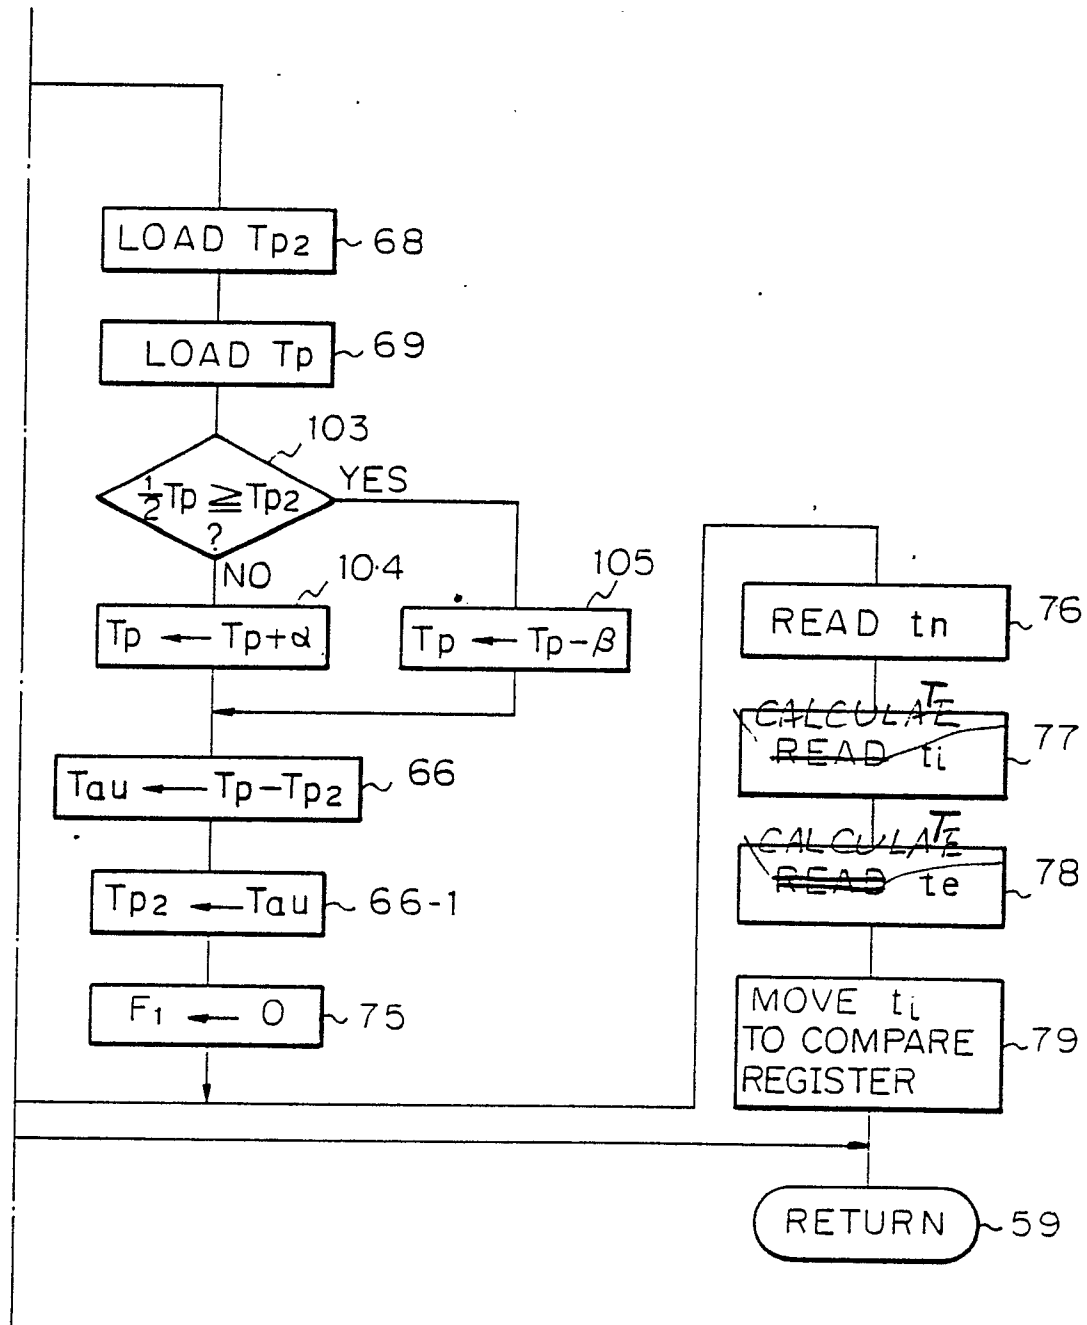 LOAD Tp2
68
LOAD Tp
69
103
½Tp ≧ Tp2
?
YES
NO
104
Tp ← Tp+α
105
Tp ← Tp-β
Tau ← Tp-Tp2
66
Tp2 ← Tau
66-1
F1 ← 0
75
READ tn
76
CALCULATE
READ ti
77
CALCULATE
READ te
78
MOVE ti
TO COMPARE
REGISTER
79
RETURN
59